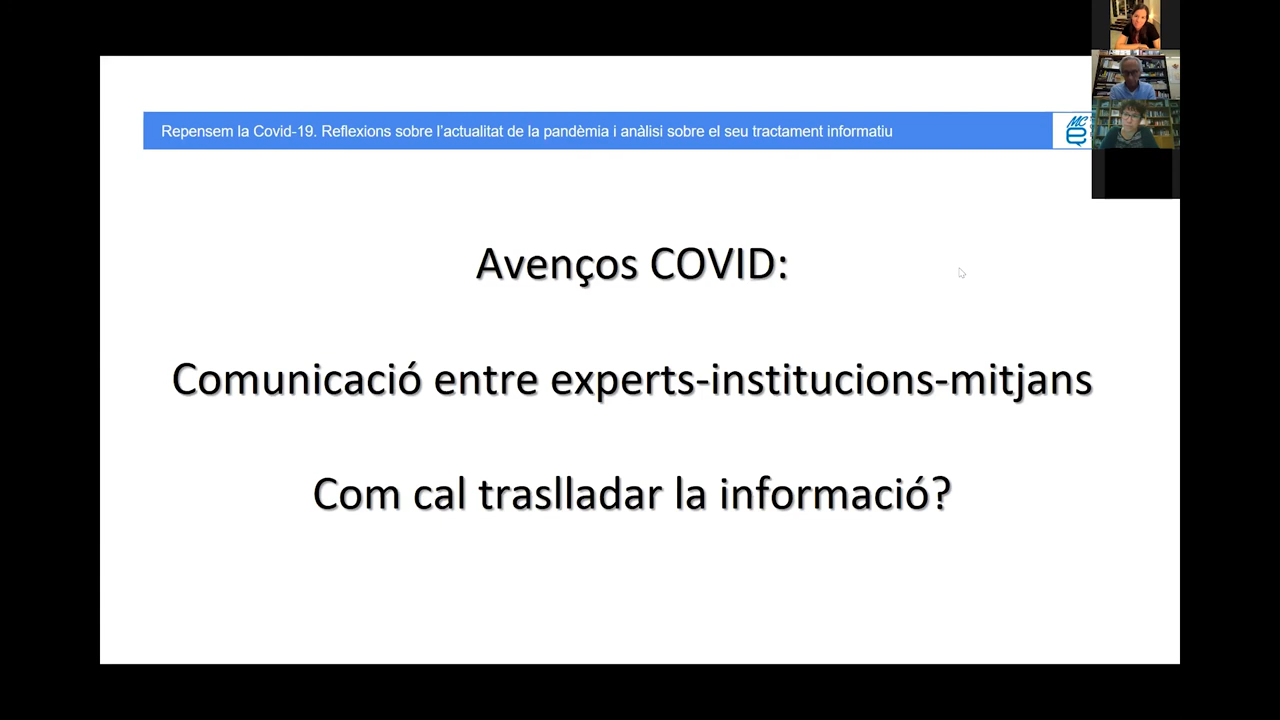 Repensem la Covid-19. Reflexions sobre l'actualitat de la pandèmia i anàlisi sobre el seu tractament informatiu
MC
e
Avenços COVID:
Comunicació entre experts-institucions-mitjans
Com cal traslladar la informació?